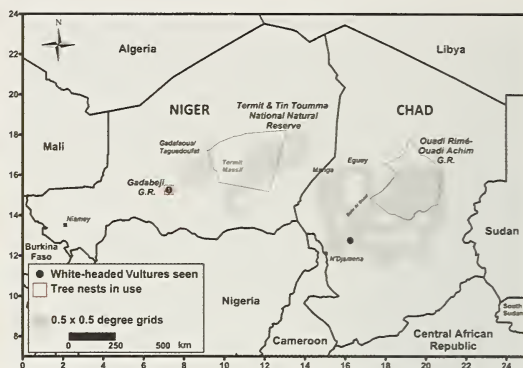 24
22
20
18
16
14
12
10
8
N
Algeria
Libya
NIGER
Termit & Tin Toumma
National Natural
Reserve
CHAD
Mali
Gadafaoua/
Taguedoufat
Termit
Massif
Manga
Eguey
Ouadi Rimé-
Ouadi Achim
G.R.
Gadabeji
G.R.
Niamey
Burkina
Faso
N'Djamena
Sudan
South
Sudan
Nigeria
Cameroon
Central African
Republic
White-headed Vultures seen
Tree nests in use
0.5 x 0.5 degree grids
0 250 500 km
0 2 4 6 8 10 12 14 16 18 20 22 24